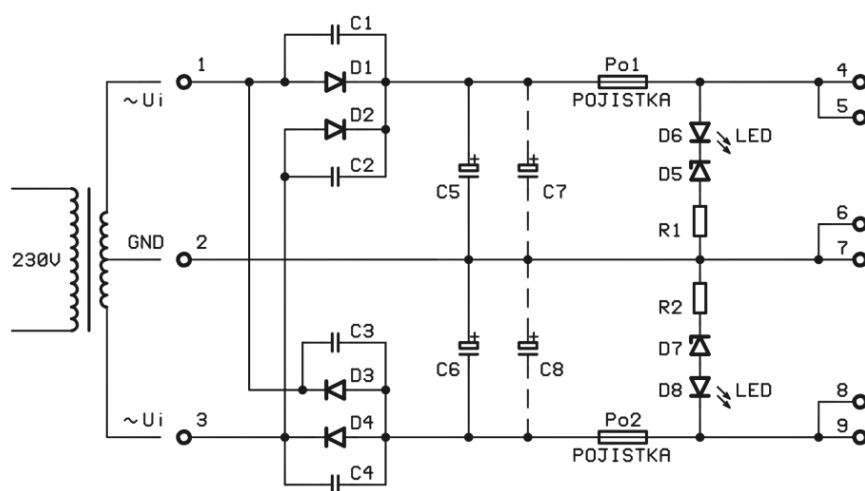 C1
1
D1
Po1
4
~Ui
POJISTKA
5
D2
D6
LED
C2
D5
C5
C7
R1
6
GND
2
7
230V
R2
C3
D7
C6
C8
D3
D8
LED
8
~Ui
3
D4
Po2
9
POJISTKA
C4